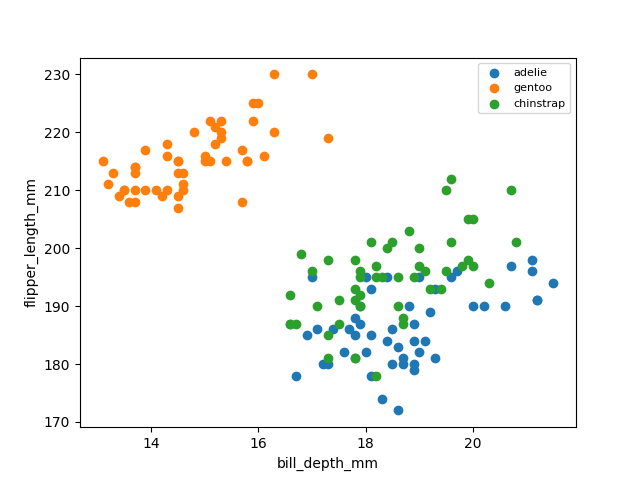 adelie
gentoo
chinstrap
230
220
210
200
190
180
170
flipper_length_mm
14
16
18
20
bill_depth_mm